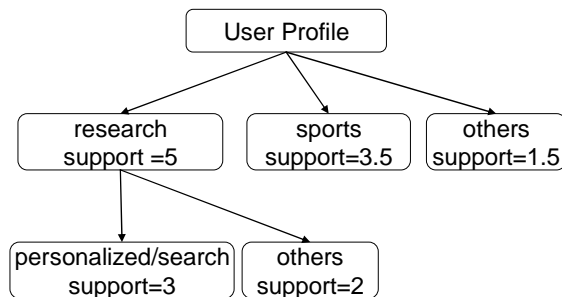 User Profile
research
support =5
sports
support=3.5
others
support=1.5
personalized/search
support=3
others
support=2